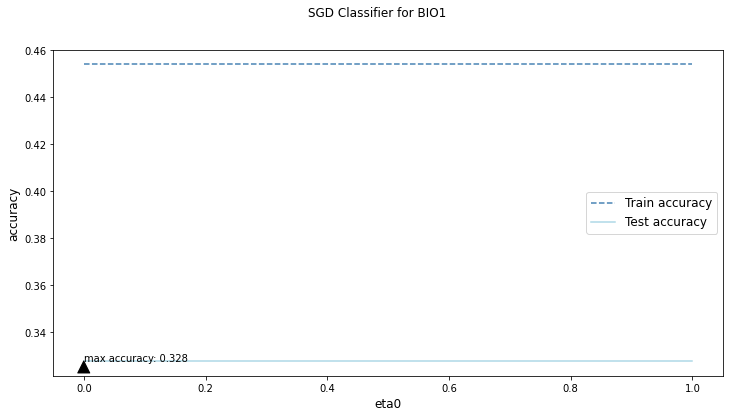 SGD Classifier for BIO1
0.46
0.44
0.42
0.40
0.38
0.36
0.34
accuracy
Train accuracy
Test accuracy
max accuracy: 0.328
0.0 0.2 0.4 0.6 0.8 1.0
eta0